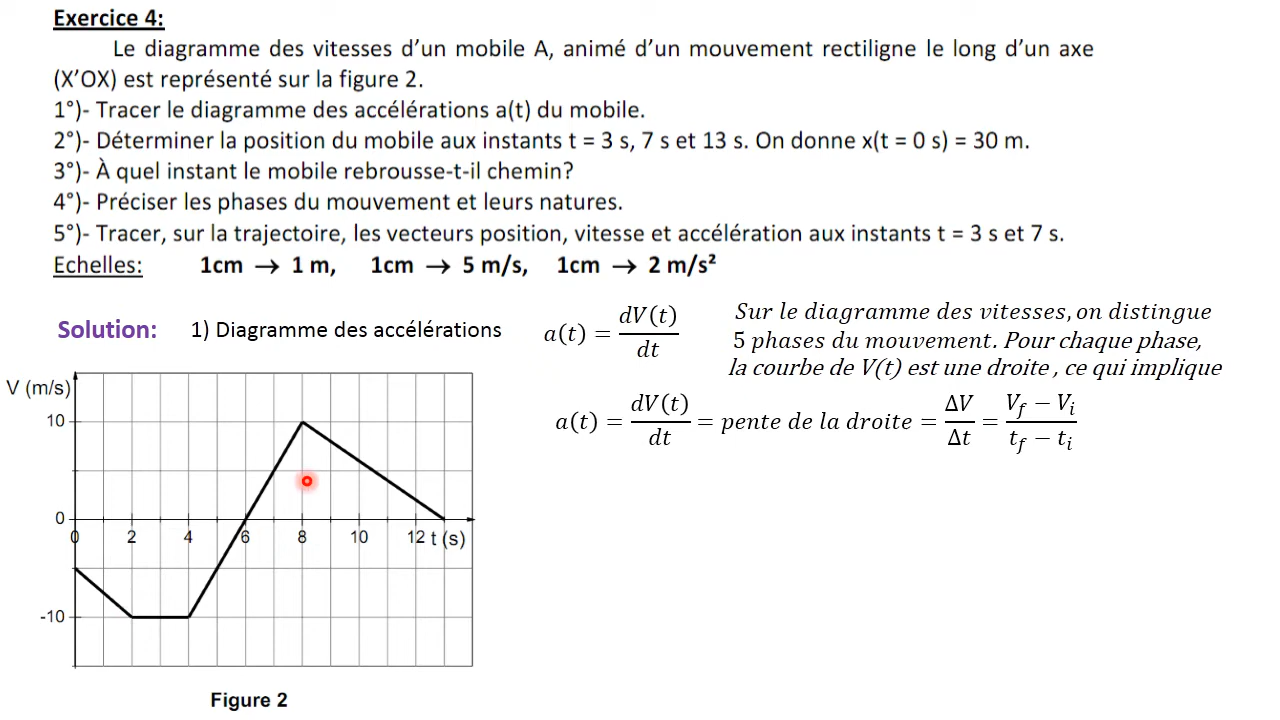 Exercice 4:
Le diagramme des vitesses d’un mobile A, animé d’un mouvement rectiligne le long d’un axe
(X’OX) est représenté sur la figure 2.
1°)- Tracer le diagramme des accélérations a(t) du mobile.
2°)- Déterminer la position du mobile aux instants t = 3 s, 7 s et 13 s. On donne x(t = 0 s) = 30 m.
3°)- À quel instant le mobile rebrousse-t-il chemin?
4°)- Préciser les phases du mouvement et leurs natures.
5°)- Tracer, sur la trajectoire, les vecteurs position, vitesse et accélération aux instants t = 3 s et 7 s.
Echelles: 1cm → 1 m, 1cm → 5 m/s, 1cm → 2 m/s²
Solution: 1) Diagramme des accélérations
a(t) = dV(t)/dt
Sur le diagramme des vitesses, on distingue
5 phases du mouvement. Pour chaque phase,
la courbe de V(t) est une droite , ce qui implique
a(t) = dV(t)/dt = pente de la droite = ΔV/Δt = (V_f − V_i)/(t_f − t_i)
V (m/s)
10
0
0 2 4 6 8 10 12 t (s)
-10
Figure 2